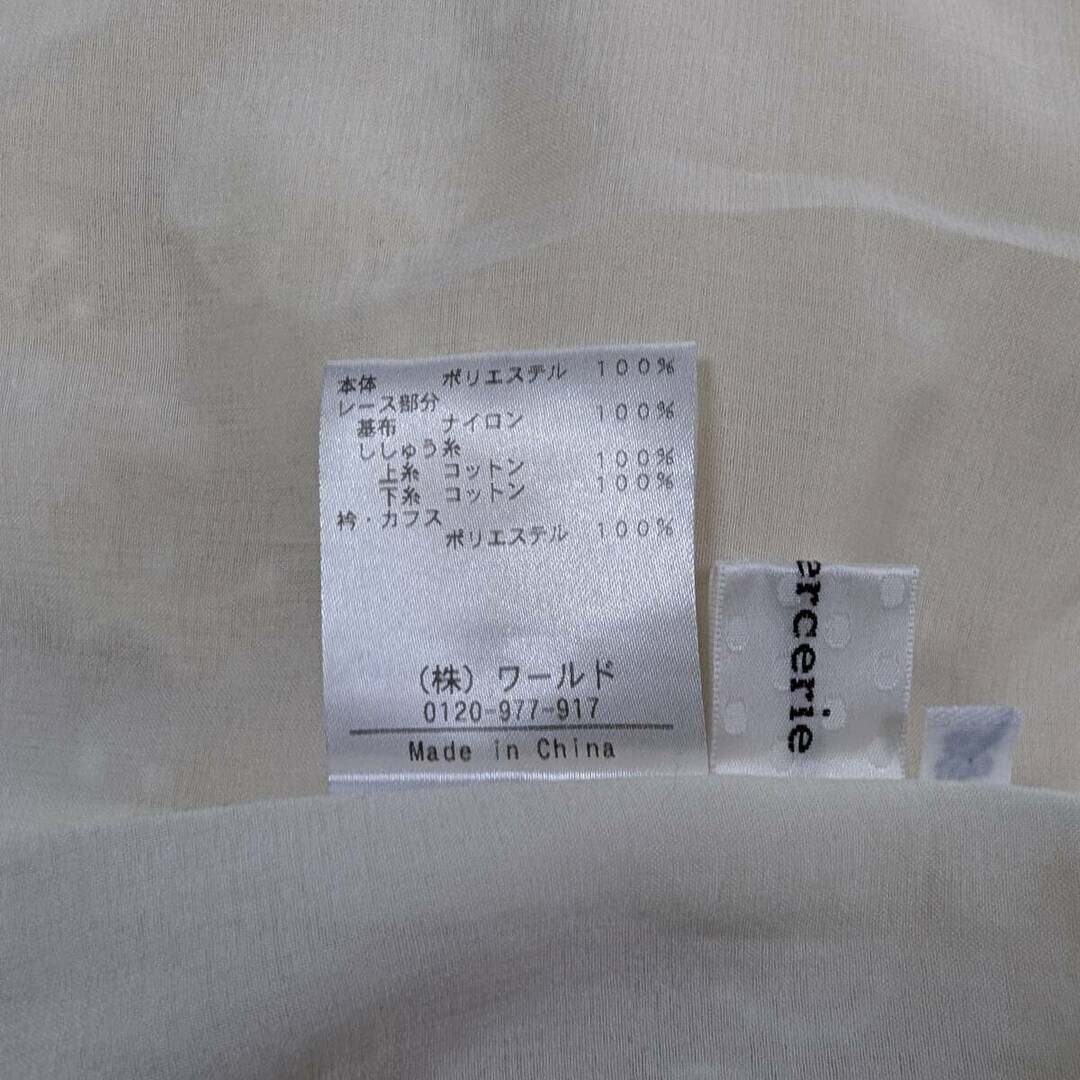 本体 ポリエステル 100%
レース部分
基布 ナイロン 100%
ししゅう糸
上糸 コットン 100%
下糸 コットン 100%
衿・カフス
ポリエステル 100%
(株)ワールド
0120-977-917
Made in China
ercerie